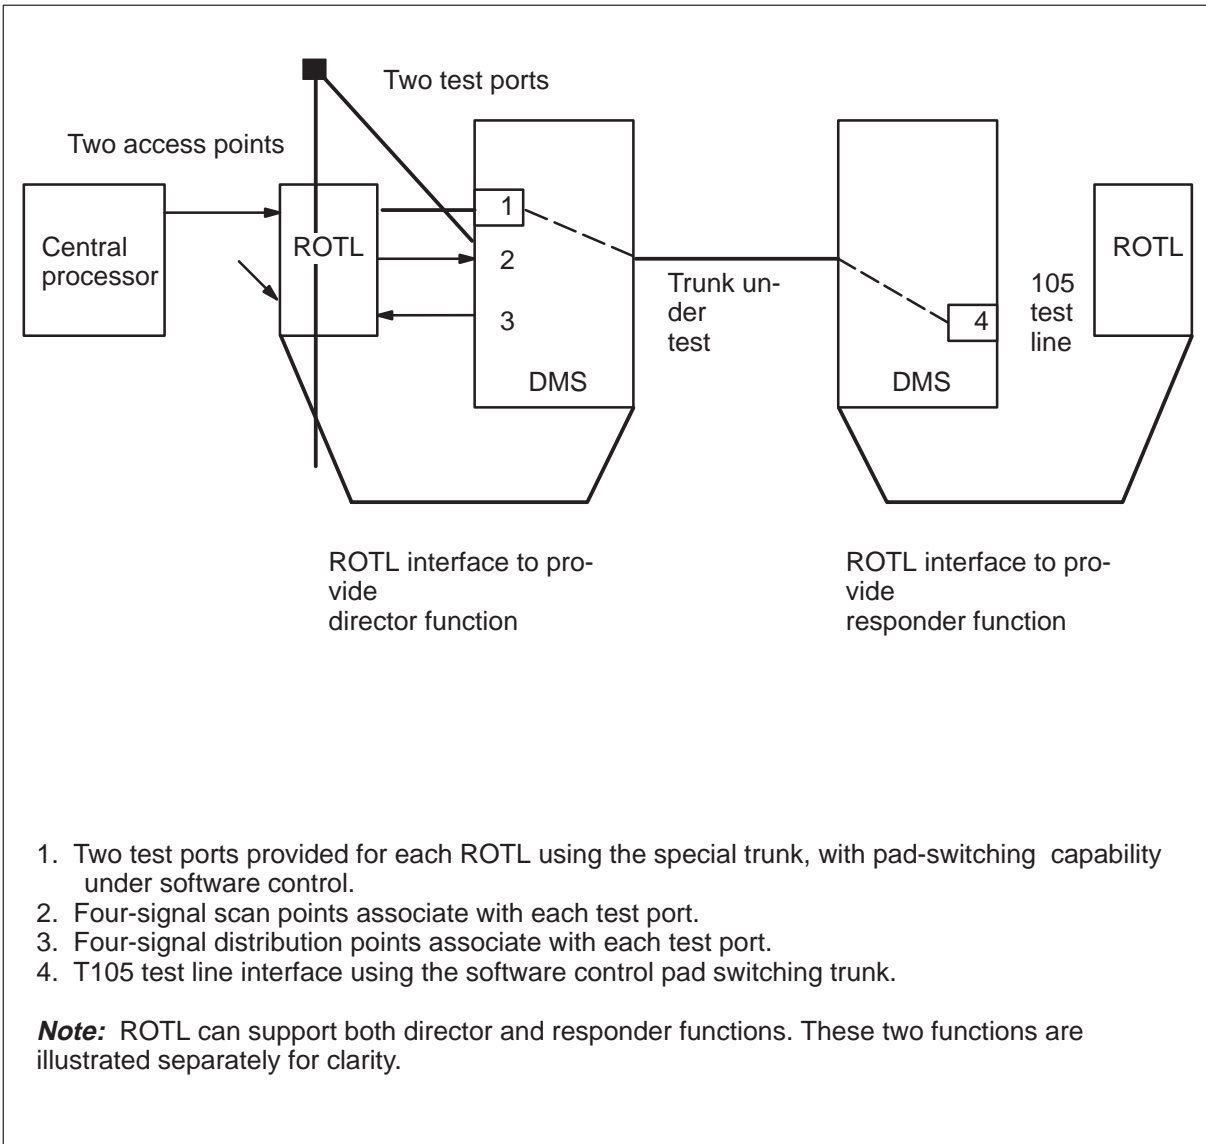 Two test ports
Two access points
Central
processor
ROTL
1
2
3
DMS
Trunk un-
der
test
4
DMS
105
test
line
ROTL
ROTL interface to pro-
vide
director function
ROTL interface to pro-
vide
responder function
1. Two test ports provided for each ROTL using the special trunk, with pad-switching capability
under software control.
2. Four-signal scan points associate with each test port.
3. Four-signal distribution points associate with each test port.
4. T105 test line interface using the software control pad switching trunk.
Note: ROTL can support both director and responder functions. These two functions are
illustrated separately for clarity.